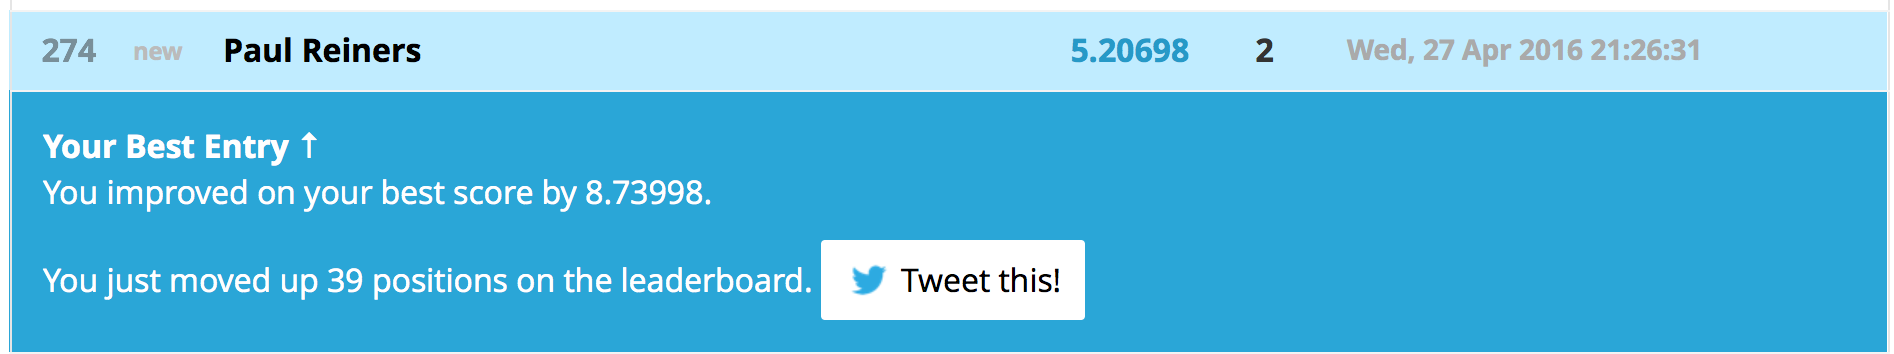 274 new Paul Reiners 5.20698 2 Wed, 27 Apr 2016 21:26:31
Your Best Entry ↑
You improved on your best score by 8.73998.
You just moved up 39 positions on the leaderboard. Tweet this!